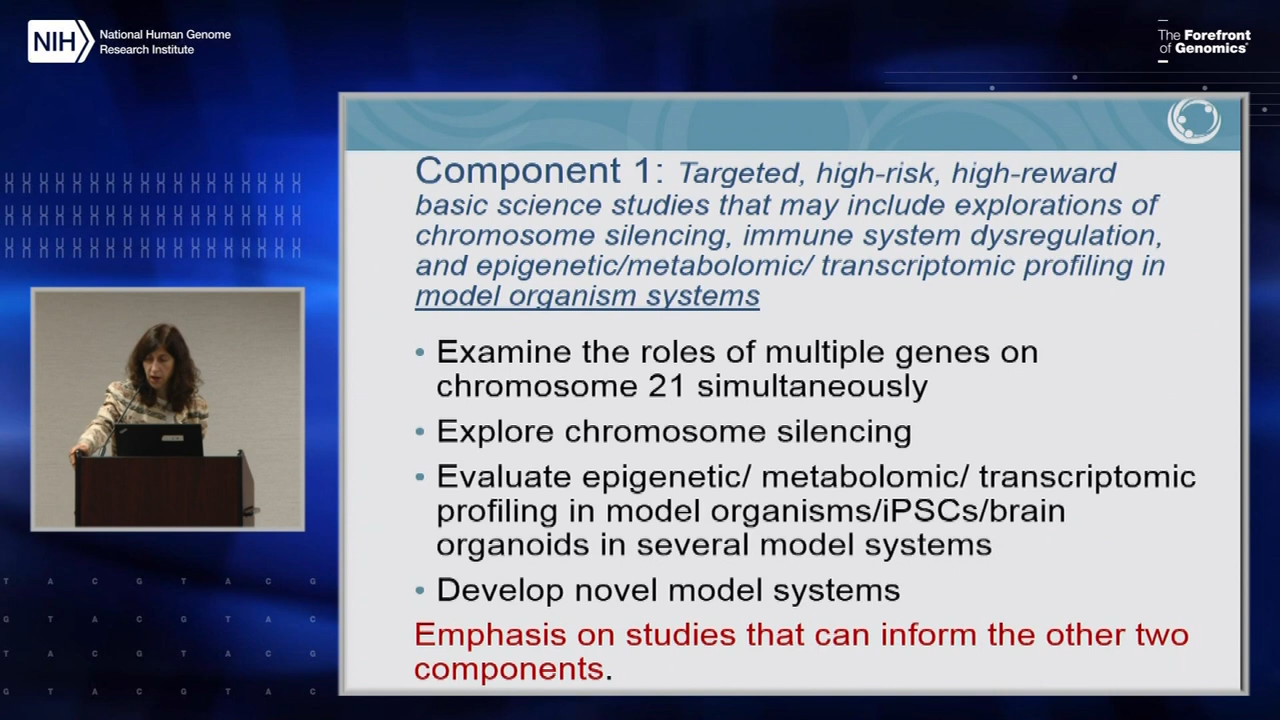 NIH
National Human Genome
Research Institute
The Forefront
of Genomics®
Component 1: Targeted, high-risk, high-reward
basic science studies that may include explorations of
chromosome silencing, immune system dysregulation,
and epigenetic/metabolomic/ transcriptomic profiling in
model organism systems
• Examine the roles of multiple genes on
chromosome 21 simultaneously
• Explore chromosome silencing
• Evaluate epigenetic/ metabolomic/ transcriptomic
profiling in model organisms/iPSCs/brain
organoids in several model systems
• Develop novel model systems
Emphasis on studies that can inform the other two
components.
T A C G T A C G
G T A C G T A C
T A C G T A C G
G T A C G T A C